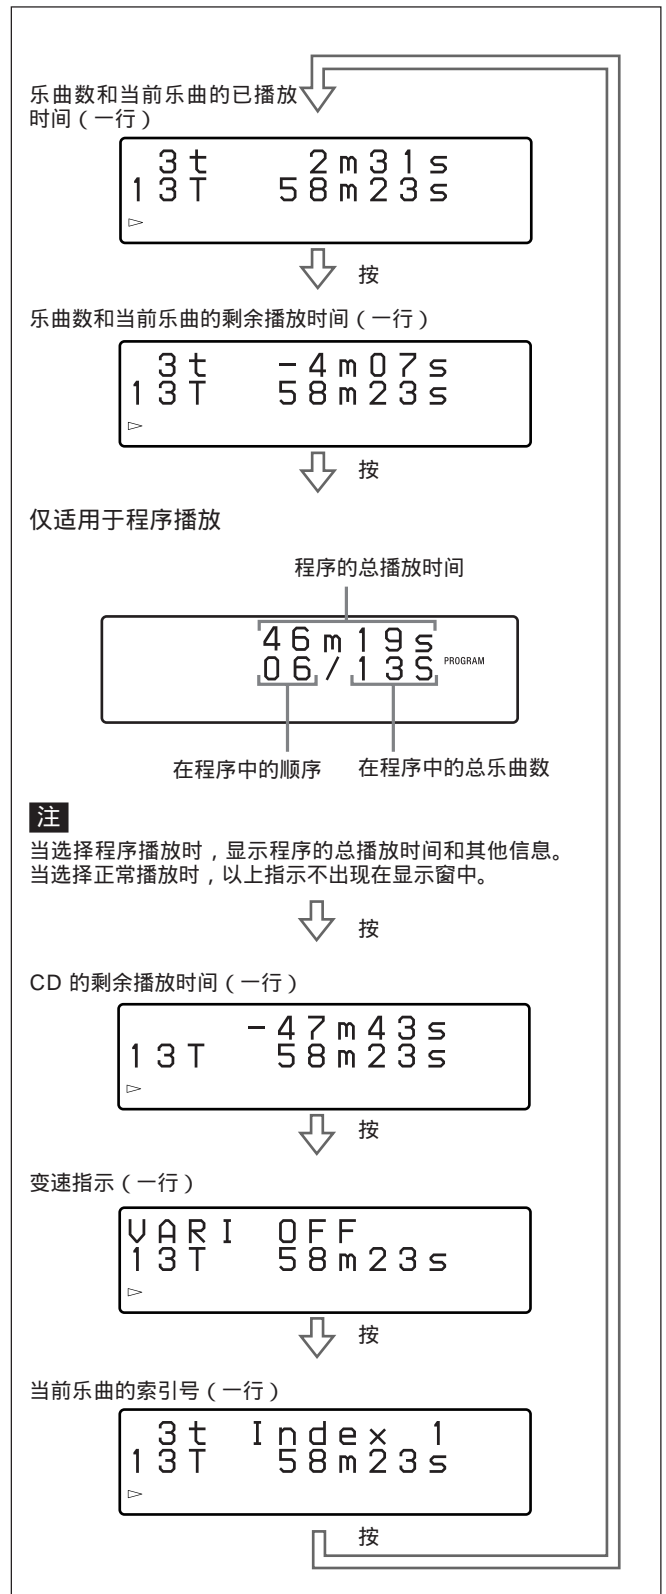 乐曲数和当前乐曲的已播放
时间（一行）
3t 2m31s
13T 58m23s
按
乐曲数和当前乐曲的剩余播放时间（一行）
3t -4m07s
13T 58m23s
按
仅适用于程序播放
程序的总播放时间
46m19s
06/13S PROGRAM
在程序中的顺序 在程序中的总乐曲数
注
当选择程序播放时，显示程序的总播放时间和其他信息。
当选择正常播放时，以上指示不出现在显示窗中。
按
CD 的剩余播放时间（一行）
-47m43s
13T 58m23s
按
变速指示（一行）
VARI OFF
13T 58m23s
按
当前乐曲的索引号（一行）
3t Index 1
13T 58m23s
按